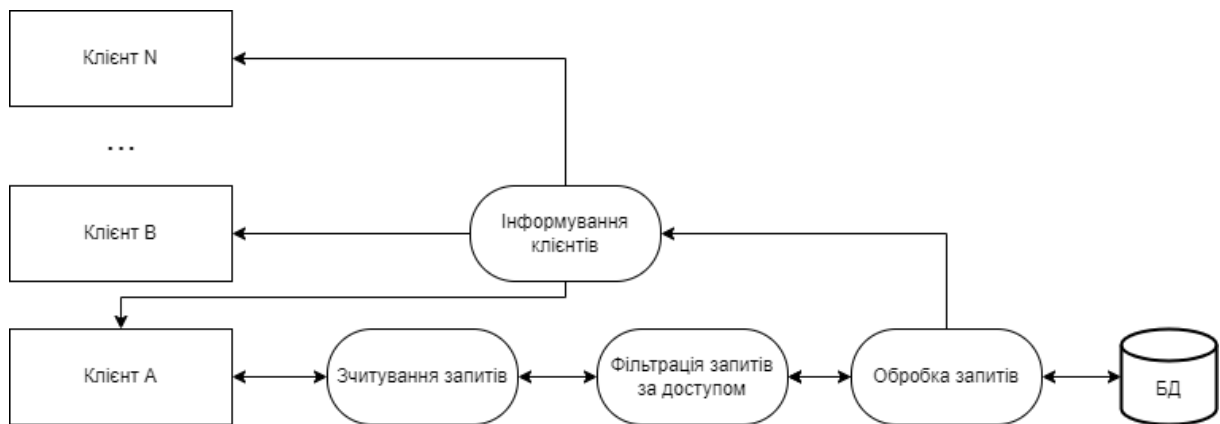 Клієнт N
...
Клієнт B
Інформування
клієнтів
Клієнт A
Зчитування запитів
Фільтрація запитів
за доступом
Обробка запитів
БД